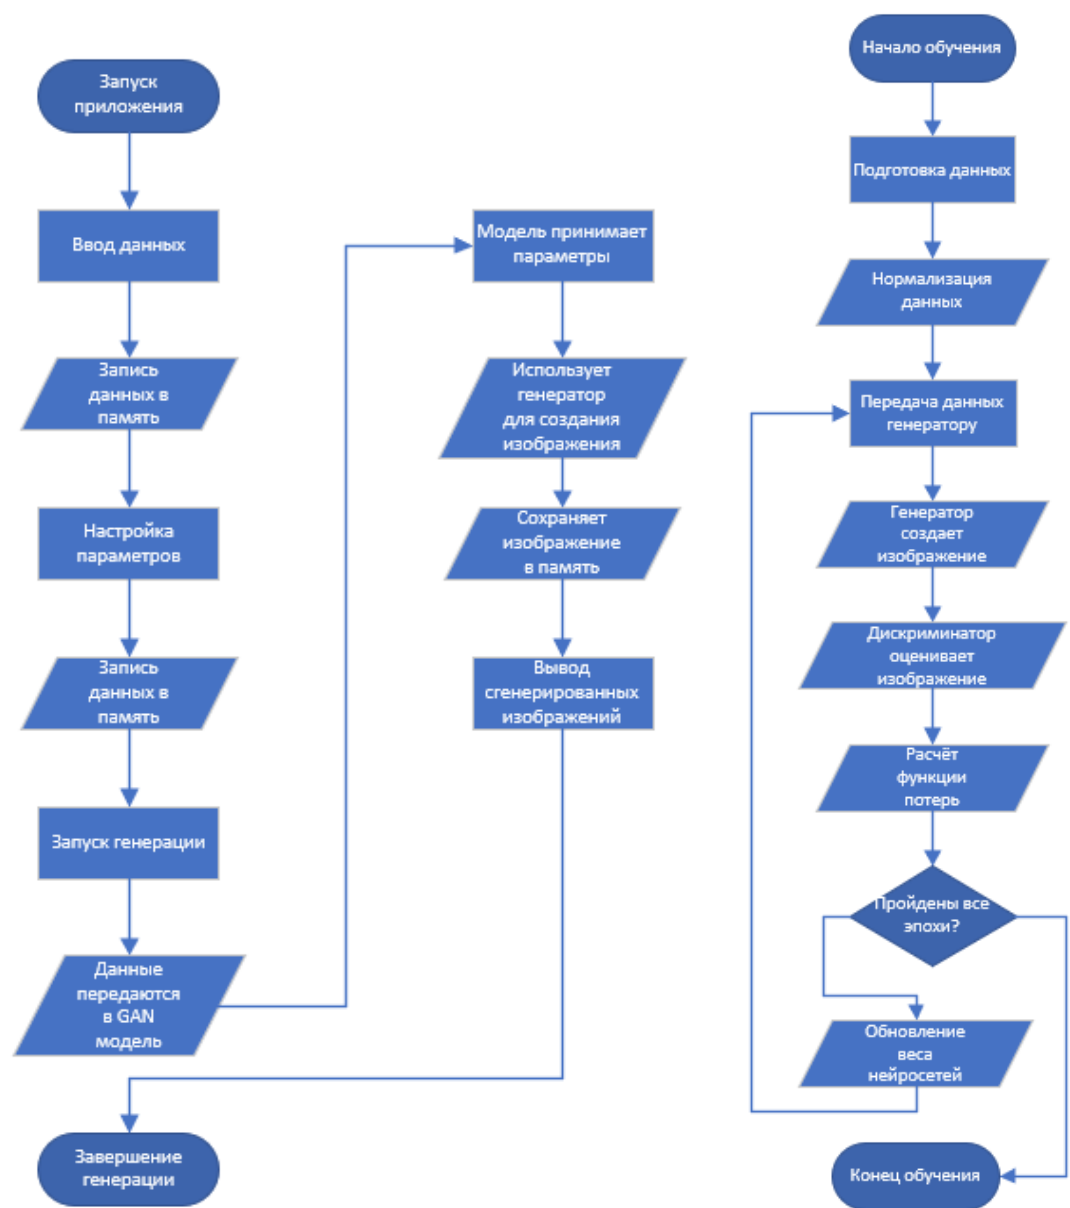 Запуск
приложения
Ввод данных
Запись
данных в
память
Настройка
параметров
Запись
данных в
память
Запуск генерации
Данные
передаются
в GAN
модель
Завершение
генерации
Модель принимает
параметры
Использует
генератор
для создания
изображения
Сохраняет
изображение
в память
Вывод
сгенерированных
изображений
Начало обучения
Подготовка данных
Нормализация
данных
Передача данных
генератору
Генератор
создает
изображение
Дискриминатор
оценивает
изображение
Расчёт
функции
потерь
Пройдены все
эпохи?
Обновление
веса
нейросетей
Конец обучения